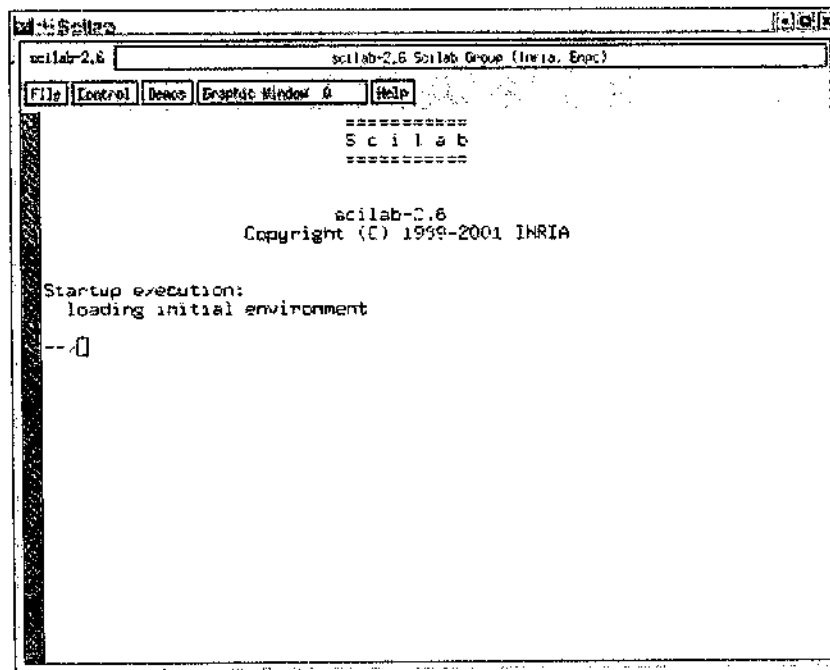 Scilab
scilab-2.6 scilab-2.6 Scilab Group (Inria, Enpc)
File Control Demos Graphic Window 0 Help
===========
S c i l a b
===========
scilab-2.6
Copyright (C) 1989-2001 INRIA
Startup execution:
loading initial environment
-->